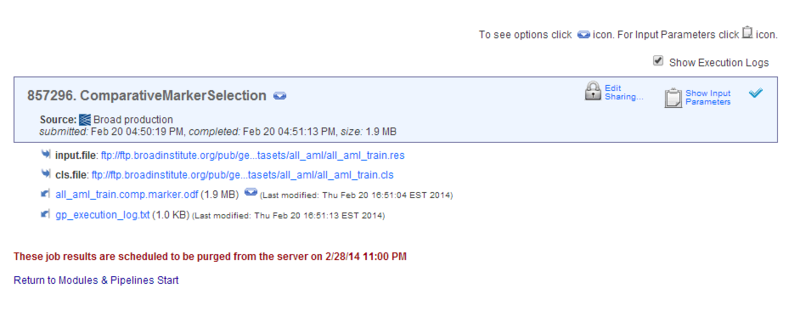 To see options click icon. For Input Parameters click icon.
Show Execution Logs
857296. ComparativeMarkerSelection
Edit
Sharing...
Show Input
Parameters
Source: Broad production
submitted: Feb 20 04:50:19 PM, completed: Feb 20 04:51:13 PM, size: 1.9 MB
input.file: ftp://ftp.broadinstitute.org/pub/ge...tasets/all_aml/all_aml_train.res
cls.file: ftp://ftp.broadinstitute.org/pub/ge...tasets/all_aml/all_aml_train.cls
all_aml_train.comp.marker.odf (1.9 MB) (Last modified: Thu Feb 20 16:51:04 EST 2014)
gp_execution_log.txt (1.0 KB) (Last modified: Thu Feb 20 16:51:13 EST 2014)
These job results are scheduled to be purged from the server on 2/28/14 11:00 PM
Return to Modules & Pipelines Start